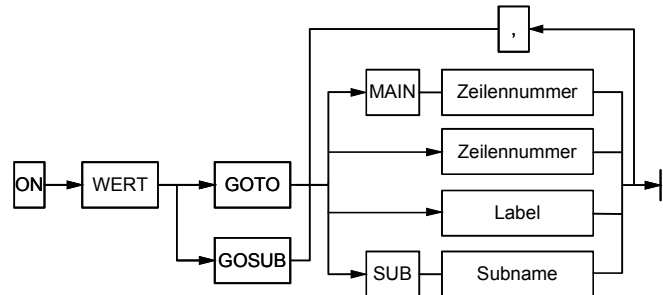 ,
MAIN Zeilennummer
Zeilennummer
ON WERT GOTO
Label
GOSUB
SUB Subname